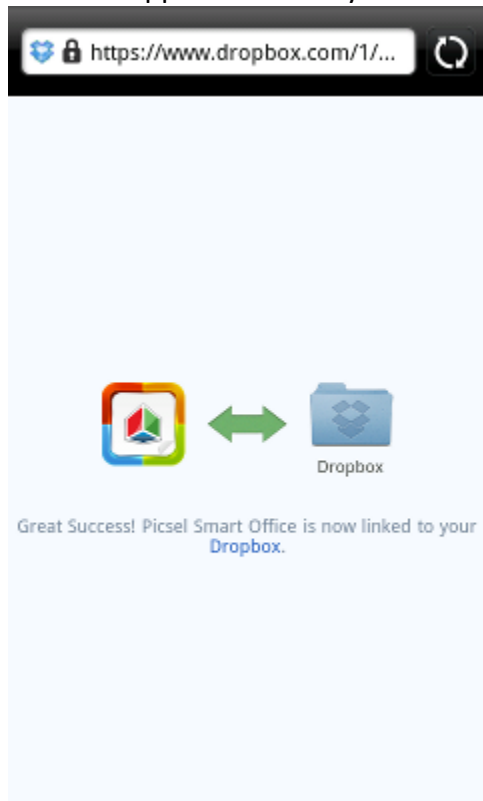 https://www.dropbox.com/1/...
Dropbox
Great Success! Picsel Smart Office is now linked to your
Dropbox.